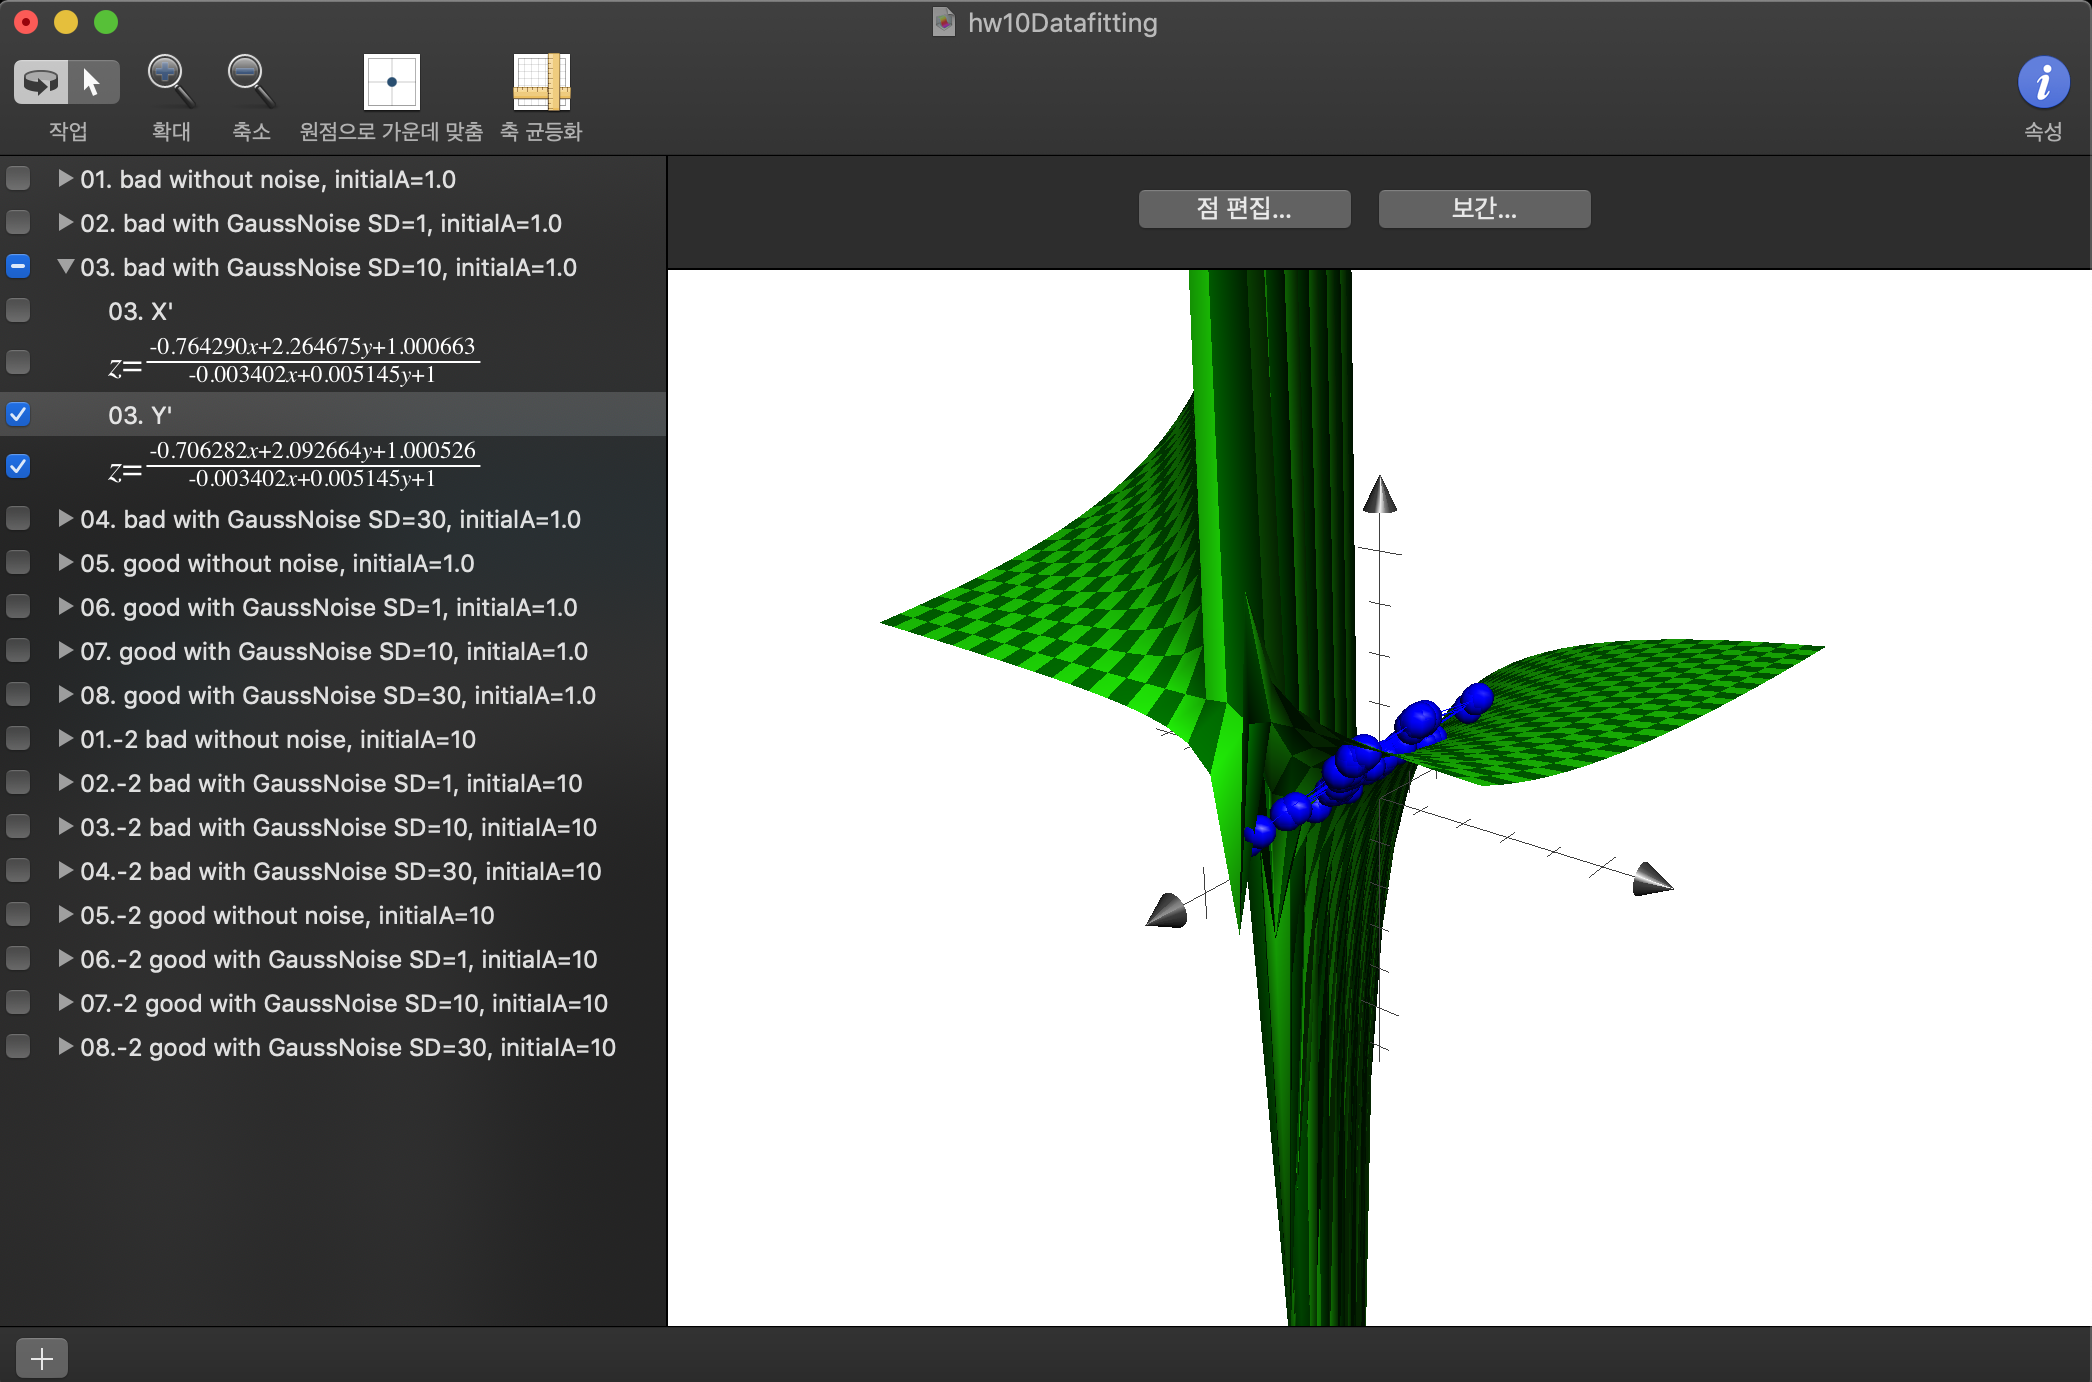 hw10Datafitting
작업
확대
축소
원점으로 가운데 맞춤
축 균등화
속성
점 편집...
보간...
01. bad without noise, initialA=1.0
02. bad with GaussNoise SD=1, initialA=1.0
03. bad with GaussNoise SD=10, initialA=1.0
03. X'
z= -0.764290x+2.264675y+1.000663
-0.003402x+0.005145y+1
03. Y'
z= -0.706282x+2.092664y+1.000526
-0.003402x+0.005145y+1
04. bad with GaussNoise SD=30, initialA=1.0
05. good without noise, initialA=1.0
06. good with GaussNoise SD=1, initialA=1.0
07. good with GaussNoise SD=10, initialA=1.0
08. good with GaussNoise SD=30, initialA=1.0
01.-2 bad without noise, initialA=10
02.-2 bad with GaussNoise SD=1, initialA=10
03.-2 bad with GaussNoise SD=10, initialA=10
04.-2 bad with GaussNoise SD=30, initialA=10
05.-2 good without noise, initialA=10
06.-2 good with GaussNoise SD=1, initialA=10
07.-2 good with GaussNoise SD=10, initialA=10
08.-2 good with GaussNoise SD=30, initialA=10